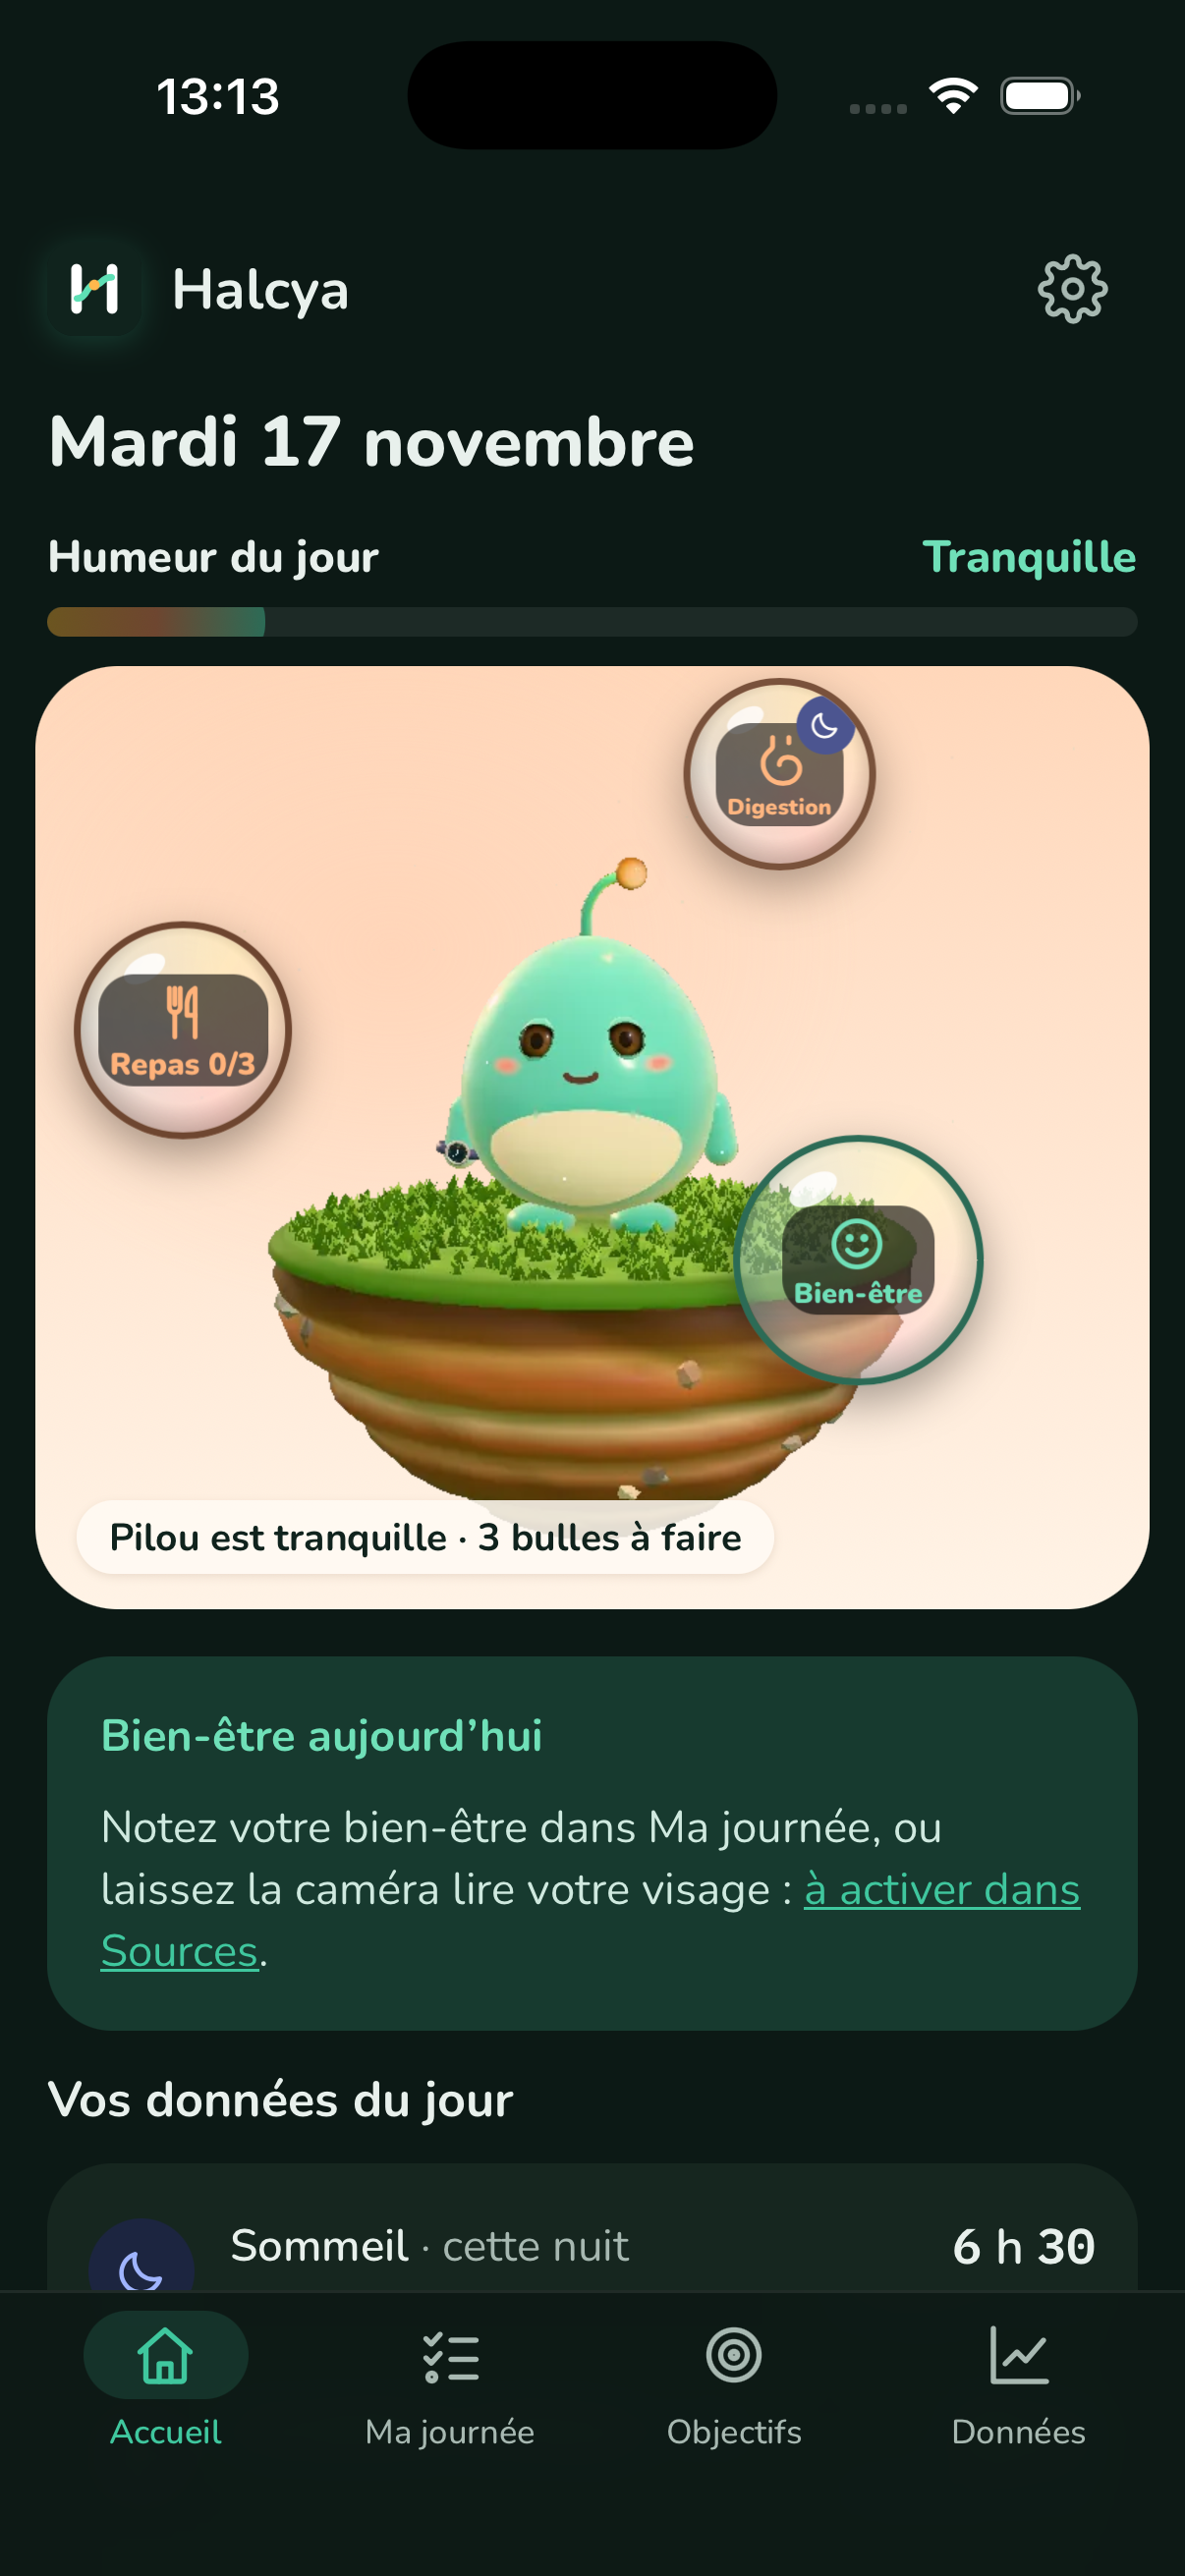 13:13
Halcya
Mardi 17 novembre
Humeur du jour
Tranquille
Digestion
Repas 0/3
Bien-être
Pilou est tranquille · 3 bulles à faire
Bien-être aujourd’hui
Notez votre bien-être dans Ma journée, ou
laissez la caméra lire votre visage : à activer dans
Sources.
Vos données du jour
Sommeil · cette nuit
6 h 30
Accueil
Ma journée
Objectifs
Données